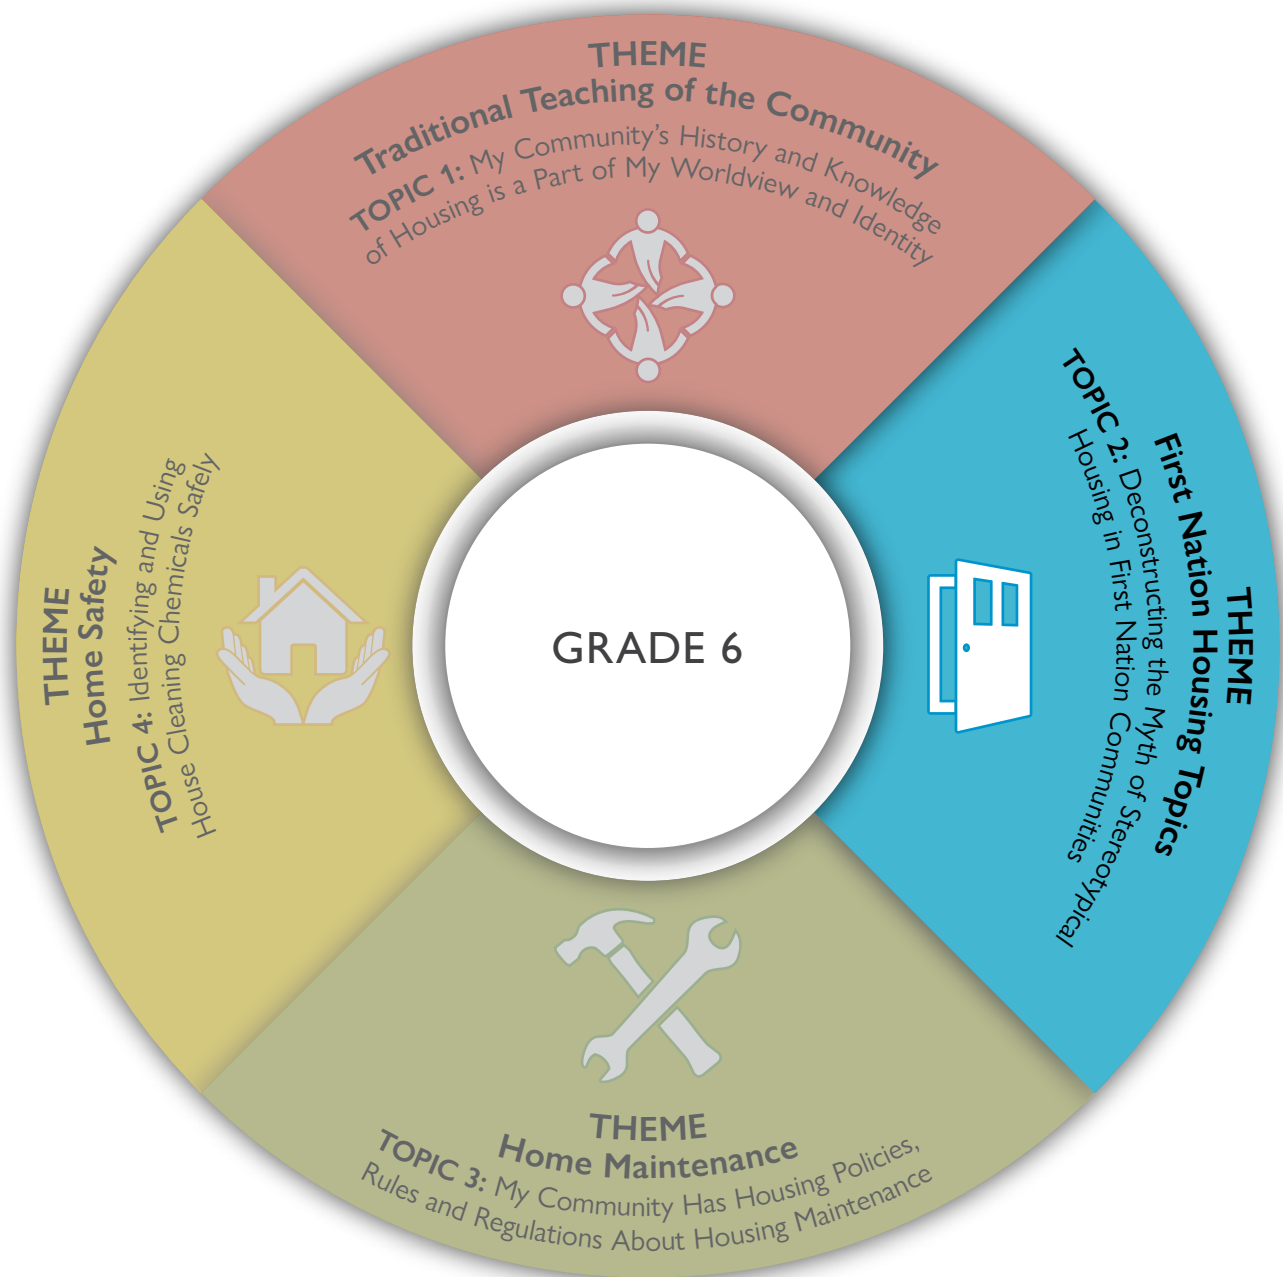 THEME
Traditional Teaching of the Community
TOPIC 1: My Community's History and Knowledge
of Housing is a Part of My Worldview and Identity
THEME
First Nation Housing Topics
TOPIC 2: Deconstructing the Myth of Stereotypical
Housing in First Nation Communities
THEME
Home Maintenance
TOPIC 3: My Community Has Housing Policies,
Rules and Regulations About Housing Maintenance
THEME
Home Safety
TOPIC 4: Identifying and Using
House Cleaning Chemicals Safely
GRADE 6